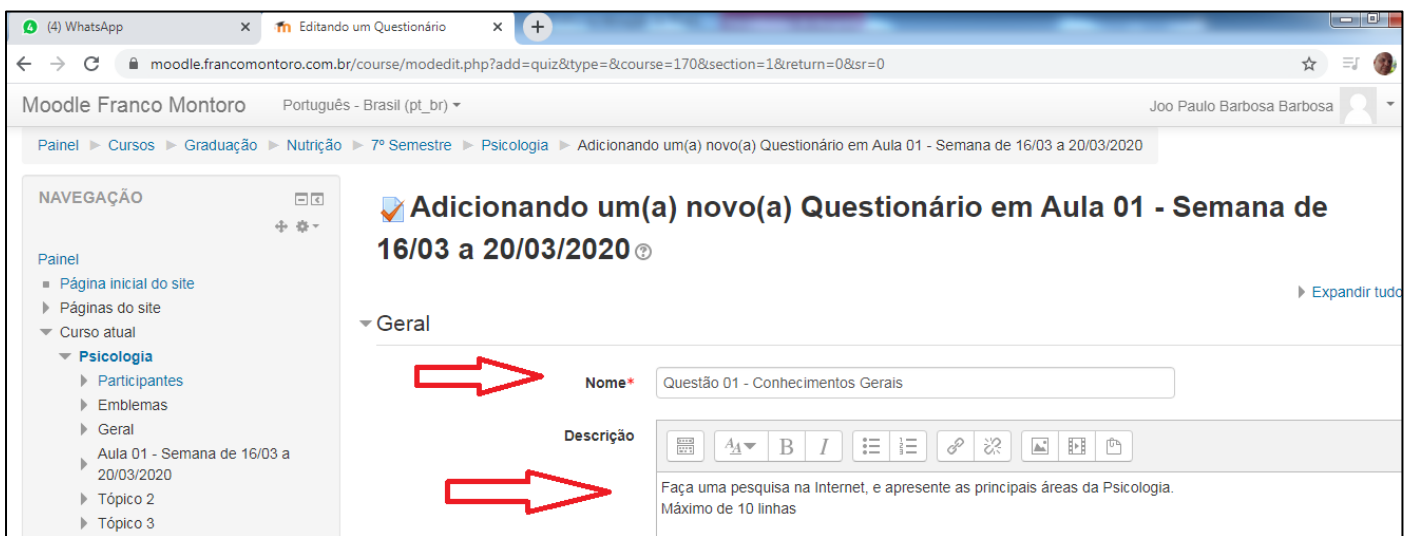 (4) WhatsApp
Editando um Questionário
moodle.francomontoro.com.br/course/modedit.php?add=quiz&type=&course=170&section=1&return=0&sr=0
Moodle Franco Montoro Português - Brasil (pt_br) Joo Paulo Barbosa Barbosa
Painel Cursos Graduação Nutrição 7º Semestre Psicologia Adicionando um(a) novo(a) Questionário em Aula 01 - Semana de 16/03 a 20/03/2020
NAVEGAÇÃO
Painel
Página inicial do site
Páginas do site
Curso atual
Psicologia
Participantes
Emblemas
Geral
Aula 01 - Semana de 16/03 a
20/03/2020
Tópico 2
Tópico 3
Adicionando um(a) novo(a) Questionário em Aula 01 - Semana de
16/03 a 20/03/2020
Expandir tudo
Geral
Nome* Questão 01 - Conhecimentos Gerais
Descrição
Faça uma pesquisa na Internet, e apresente as principais áreas da Psicologia.
Máximo de 10 linhas